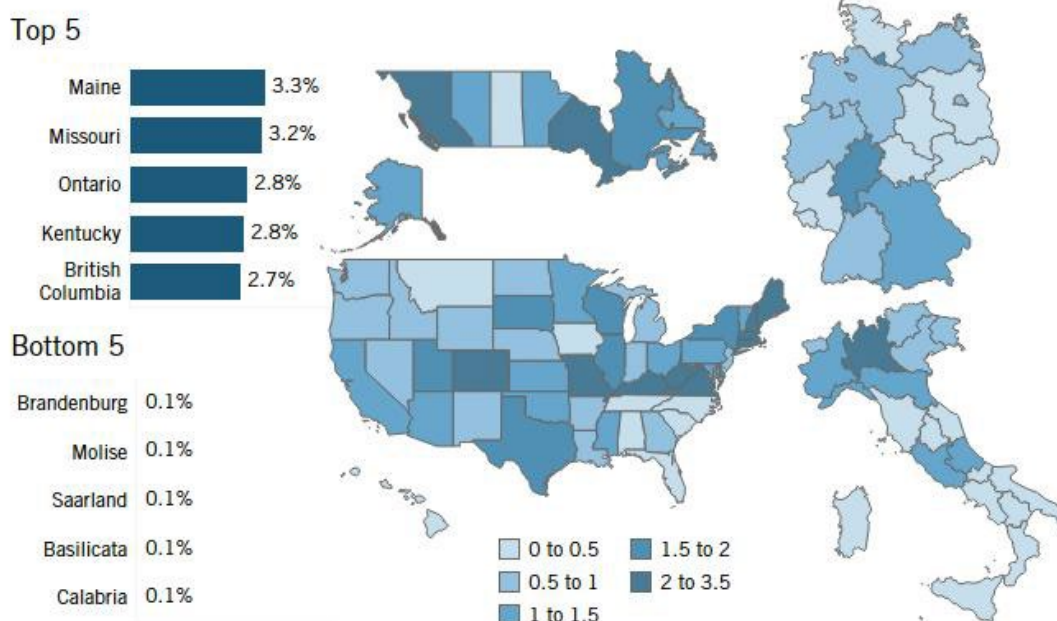 Top 5
Maine 3.3%
Missouri 3.2%
Ontario 2.8%
Kentucky 2.8%
British
Columbia 2.7%
Bottom 5
Brandenburg 0.1%
Molise 0.1%
Saarland 0.1%
Basilicata 0.1%
Calabria 0.1%
0 to 0.5
0.5 to 1
1 to 1.5
1.5 to 2
2 to 3.5